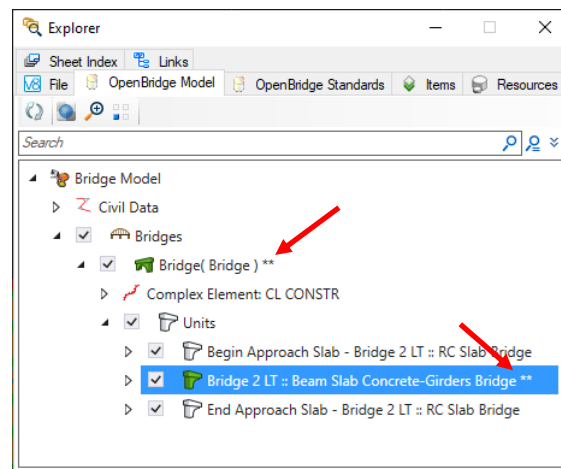 Explorer
Sheet Index Links
V8 File OpenBridge Model OpenBridge Standards Items Resources
Search
Bridge Model
Civil Data
Bridges
Bridge( Bridge ) **
Complex Element: CL CONSTR
Units
Begin Approach Slab - Bridge 2 LT :: RC Slab Bridge
Bridge 2 LT :: Beam Slab Concrete-Girders Bridge **
End Approach Slab - Bridge 2 LT :: RC Slab Bridge